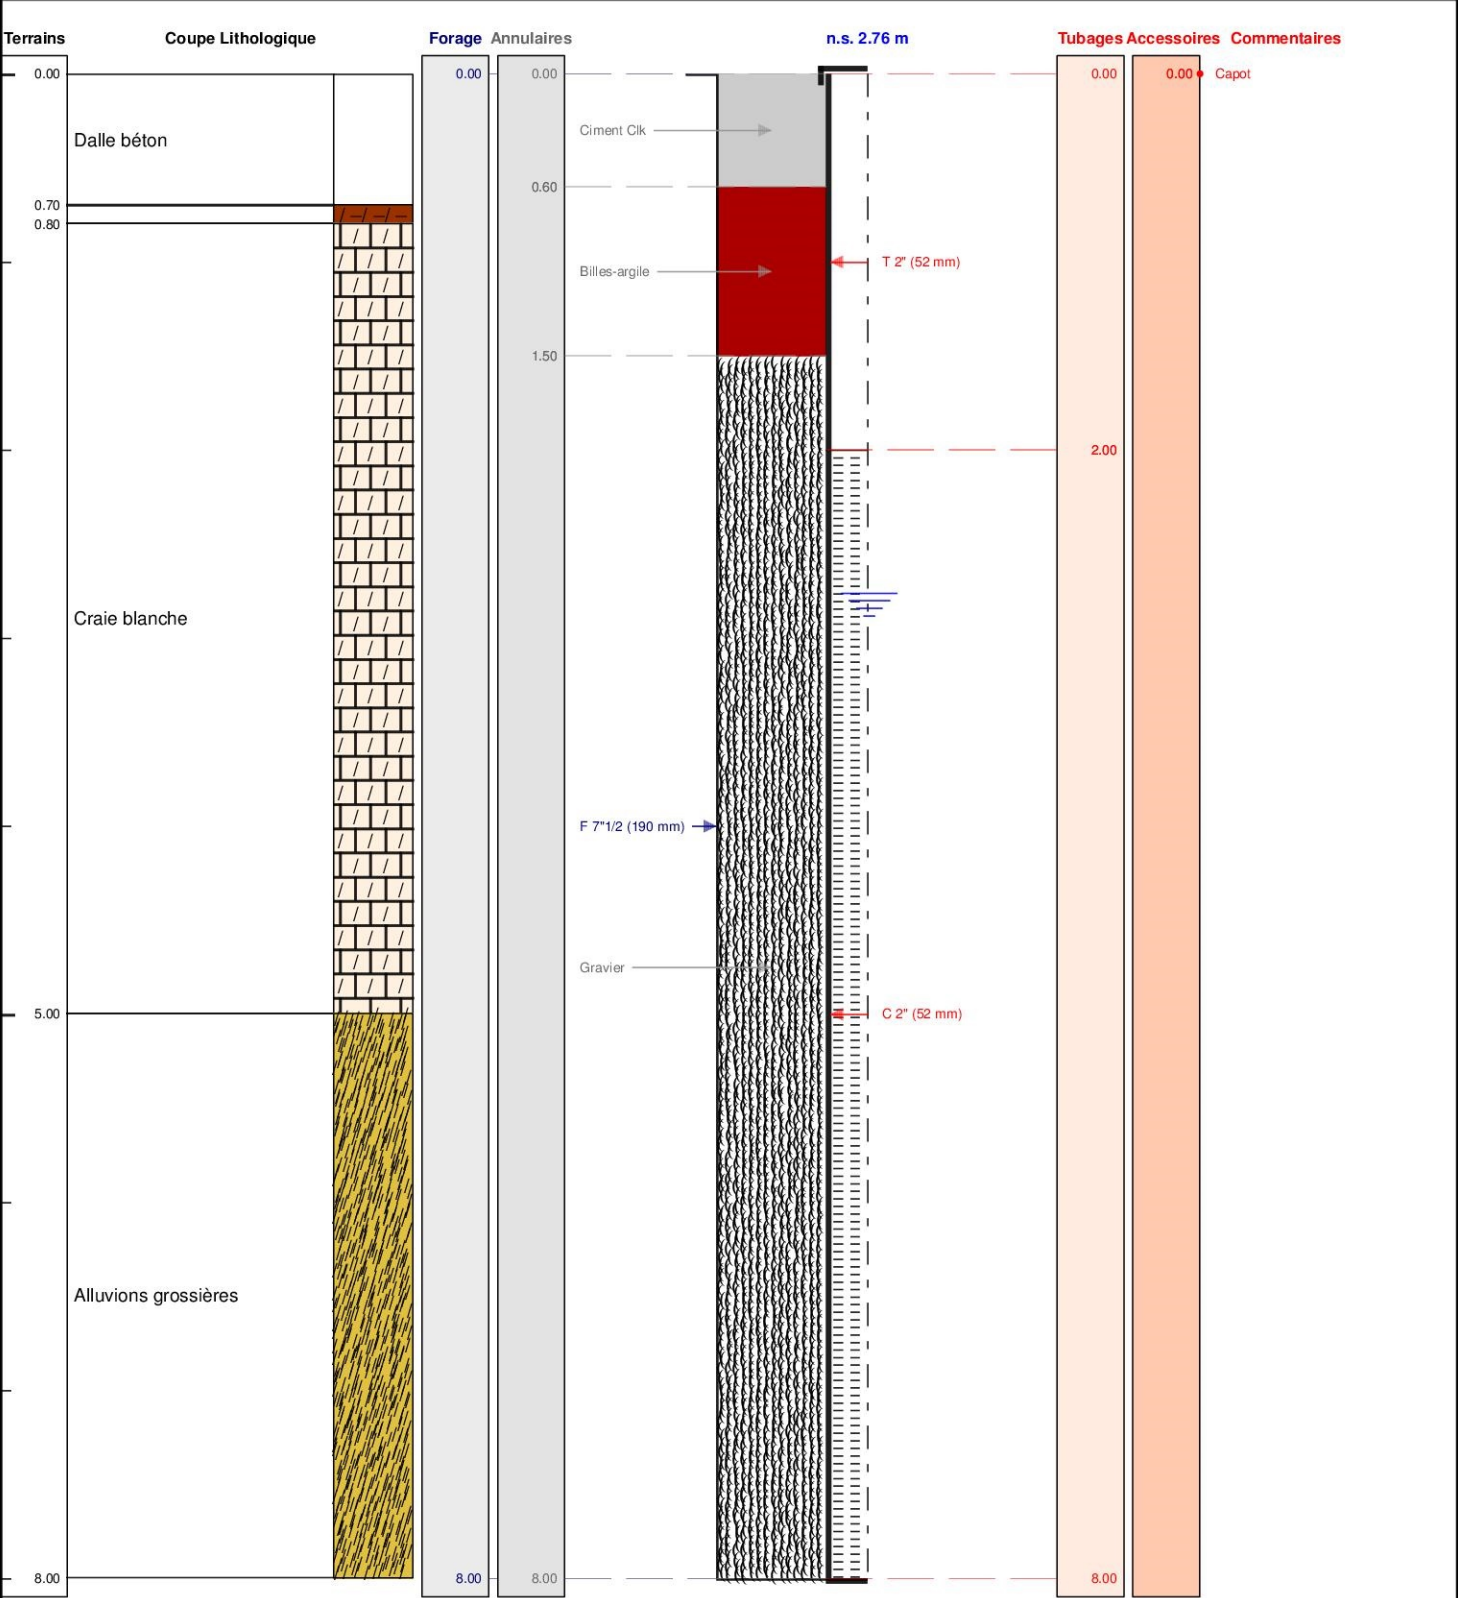 Terrains Coupe Lithologique Forage Annulaires n.s. 2.76 m Tubages Accessoires Commentaires
0.00 0.00 0.00 0.00 0.00 Capot
Ciment Clk
Dalle béton
0.60
0.70
0.80
T 2" (52 mm)
Billes-argile
1.50
2.00
Craie blanche
F 7"1/2 (190 mm)
Gravier
5.00 C 2" (52 mm)
Alluvions grossières
8.00 8.00 8.00 8.00